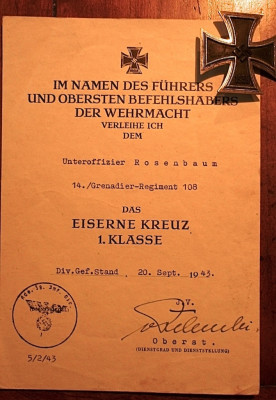 IM NAMEN DES FÜHRERS
UND OBERSTEN BEFEHLSHABERS
DER WEHRMACHT
VERLEIHE ICH
DEM
Unteroffizier Rosenbaum
14./Grenadier-Regiment 108
DAS
EISERNE KREUZ
1. KLASSE
Div.Gef.Stand, 20. Sept. 1943.
J.V.
Oberst.
(DIENSTGRAD UND DIENSTSTELLUNG)
5/2/43